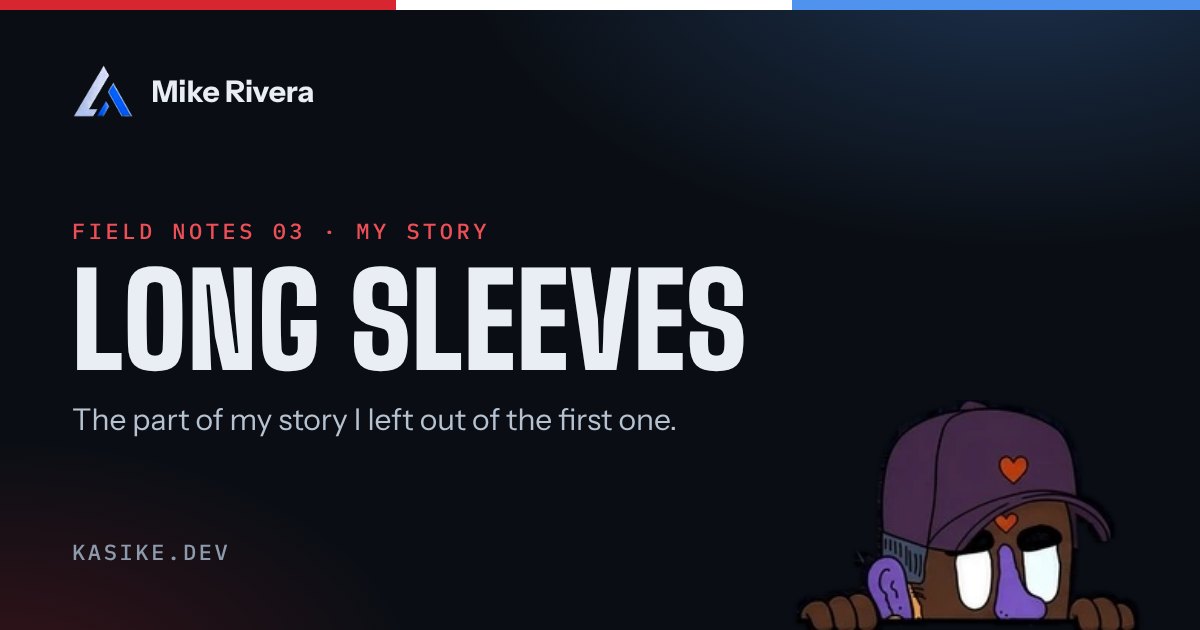 Mike Rivera
FIELD NOTES 03 · MY STORY
LONG SLEEVES
The part of my story I left out of the first one.
KASIKE.DEV